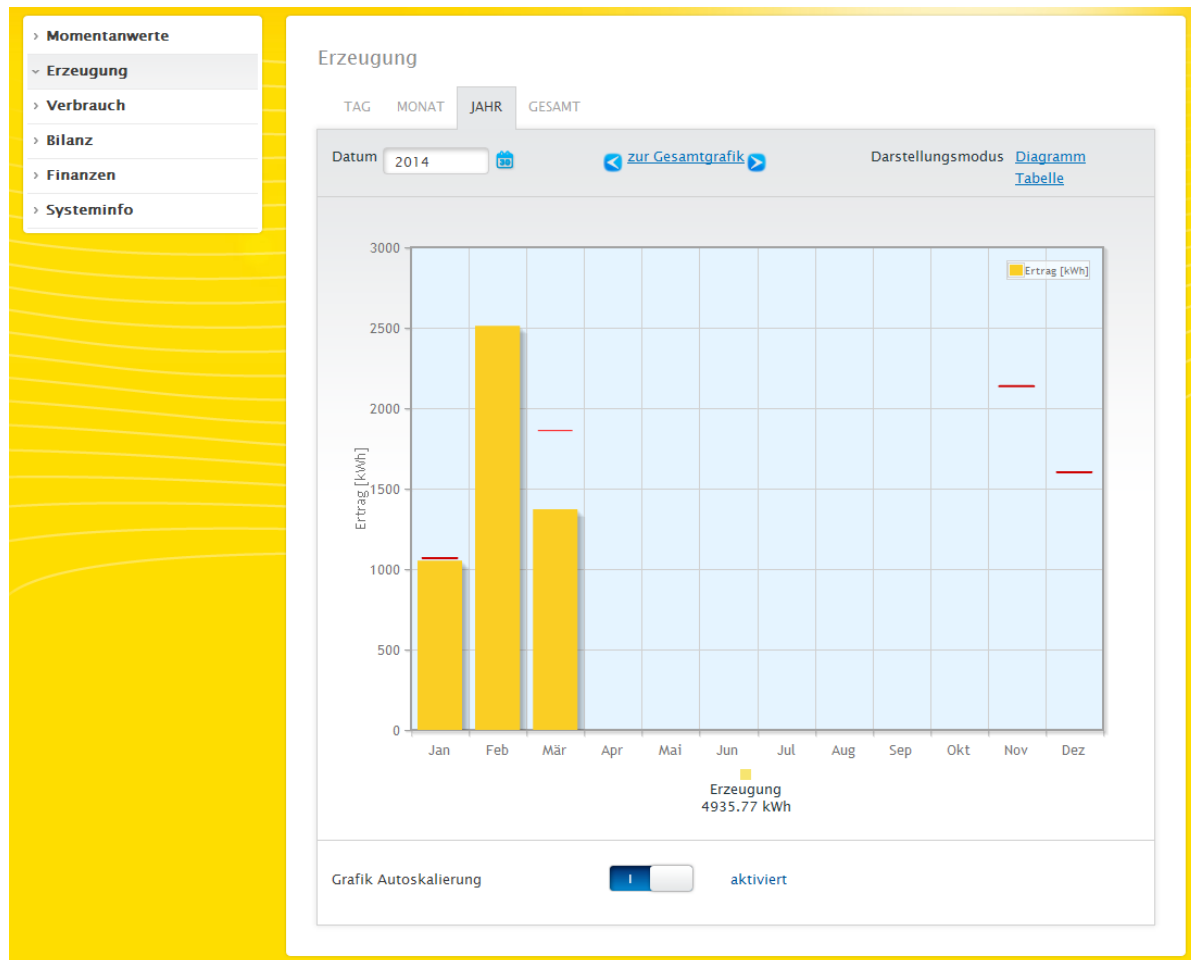 Momentanwerte
Erzeugung
Verbrauch
Bilanz
Finanzen
Systeminfo
Erzeugung
TAG MONAT JAHR GESAMT
Datum 2014 30 zur Gesamtgrafik Darstellungsmodus Diagramm
Tabelle
Ertrag [kWh]
3000
2500
2000
1500
1000
500
0
Ertrag [kWh]
Jan Feb Mär Apr Mai Jun Jul Aug Sep Okt Nov Dez
Erzeugung
4935.77 kWh
Grafik Autoskalierung I aktiviert